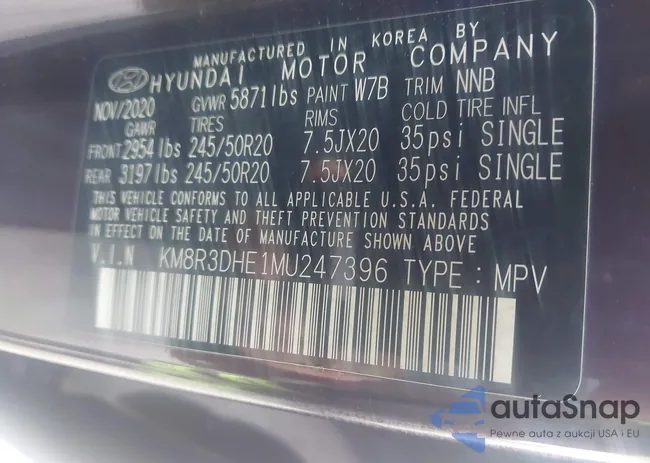 MANUFACTURED IN KOREA BY
HYUNDAI MOTOR COMPANY
NOV/2020 GVWR 5871lbs PAINT W7B TRIM NNB
GAWR TIRES RIMS COLD TIRE INFL
FRONT 2954lbs 245/50R20 7.5JX20 35psi SINGLE
REAR 3197lbs 245/50R20 7.5JX20 35psi SINGLE
THIS VEHICLE CONFORMS TO ALL APPLICABLE U.S.A. FEDERAL
MOTOR VEHICLE SAFETY AND THEFT PREVENTION STANDARDS
IN EFFECT ON THE DATE OF MANUFACTURE SHOWN ABOVE
V.I.N KM8R3DHE1MU247396 TYPE : MPV
autaSnap
Pewne auta z aukcji USA i EU